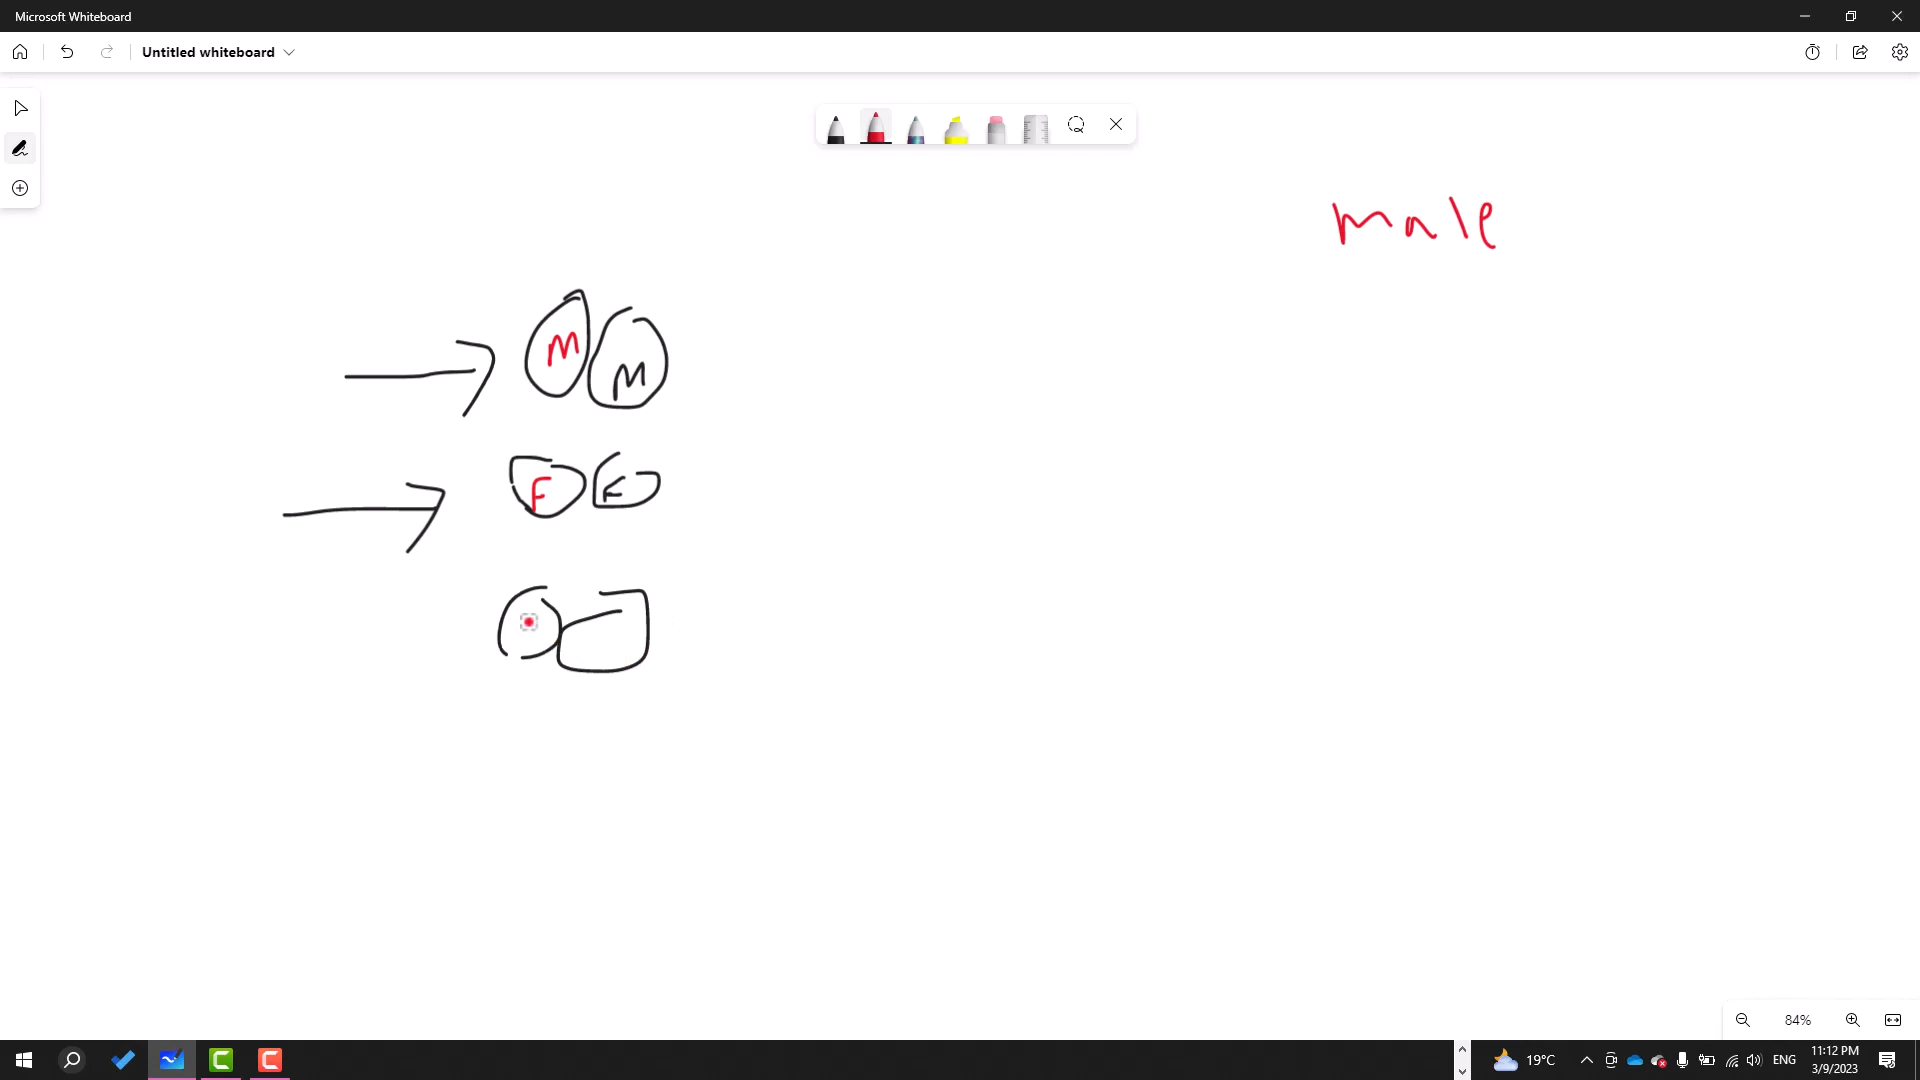 Microsoft Whiteboard
Untitled whiteboard
male
M M
F F
84%
19°C
ENG
11:12 PM
3/9/2023